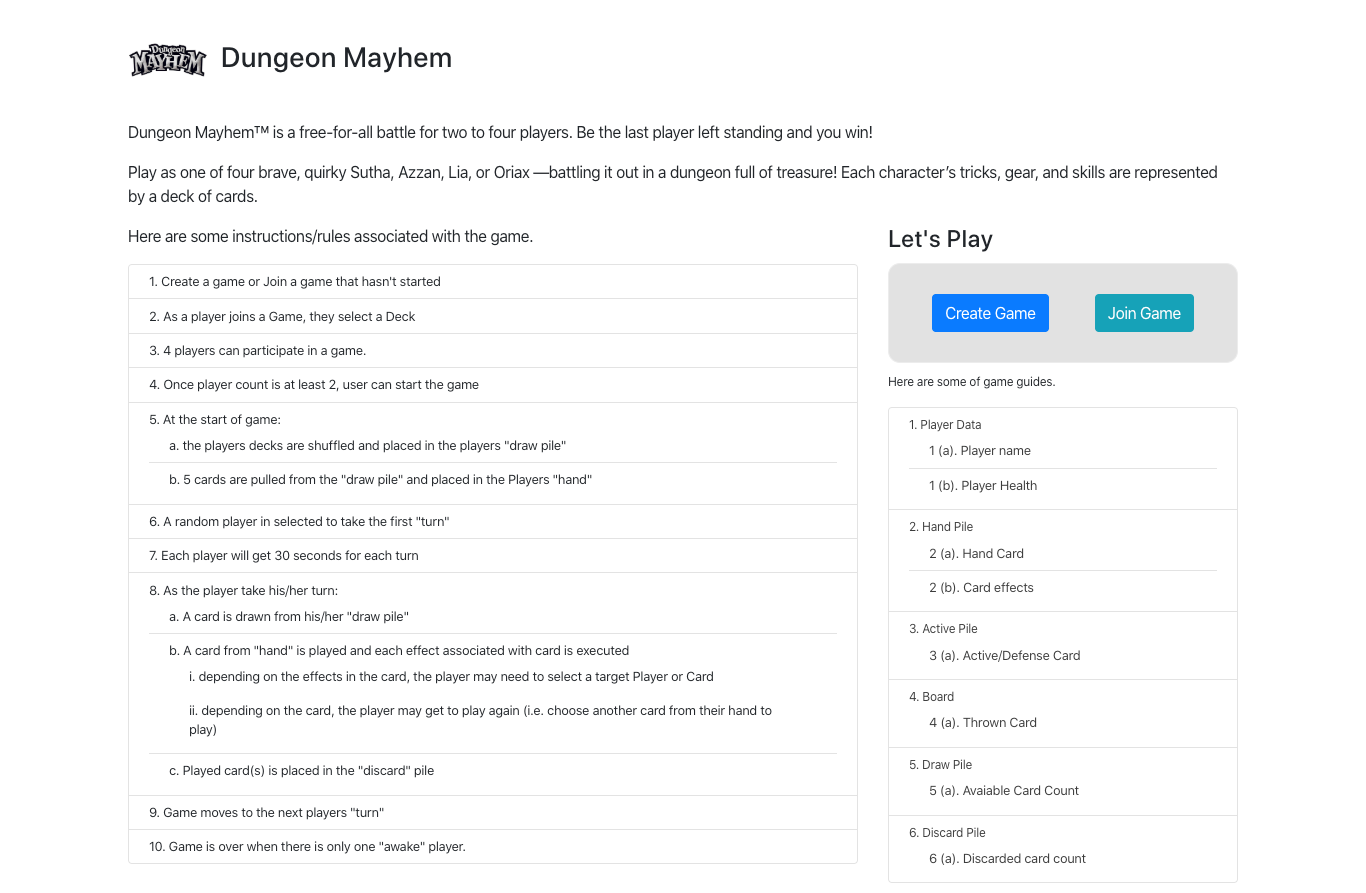 Dungeon
MAYHEM
Dungeon Mayhem
Dungeon Mayhem™ is a free-for-all battle for two to four players. Be the last player left standing and you win!
Play as one of four brave, quirky Sutha, Azzan, Lia, or Oriax —battling it out in a dungeon full of treasure! Each character’s tricks, gear, and skills are represented
by a deck of cards.
Here are some instructions/rules associated with the game.
1. Create a game or Join a game that hasn't started
2. As a player joins a Game, they select a Deck
3. 4 players can participate in a game.
4. Once player count is at least 2, user can start the game
5. At the start of game:
a. the players decks are shuffled and placed in the players "draw pile"
b. 5 cards are pulled from the "draw pile" and placed in the Players "hand"
6. A random player in selected to take the first "turn"
7. Each player will get 30 seconds for each turn
8. As the player take his/her turn:
a. A card is drawn from his/her "draw pile"
b. A card from "hand" is played and each effect associated with card is executed
i. depending on the effects in the card, the player may need to select a target Player or Card
ii. depending on the card, the player may get to play again (i.e. choose another card from their hand to
play)
c. Played card(s) is placed in the "discard" pile
9. Game moves to the next players "turn"
10. Game is over when there is only one "awake" player.
Let's Play
Create Game
Join Game
Here are some of game guides.
1. Player Data
1 (a). Player name
1 (b). Player Health
2. Hand Pile
2 (a). Hand Card
2 (b). Card effects
3. Active Pile
3 (a). Active/Defense Card
4. Board
4 (a). Thrown Card
5. Draw Pile
5 (a). Avaiable Card Count
6. Discard Pile
6 (a). Discarded card count